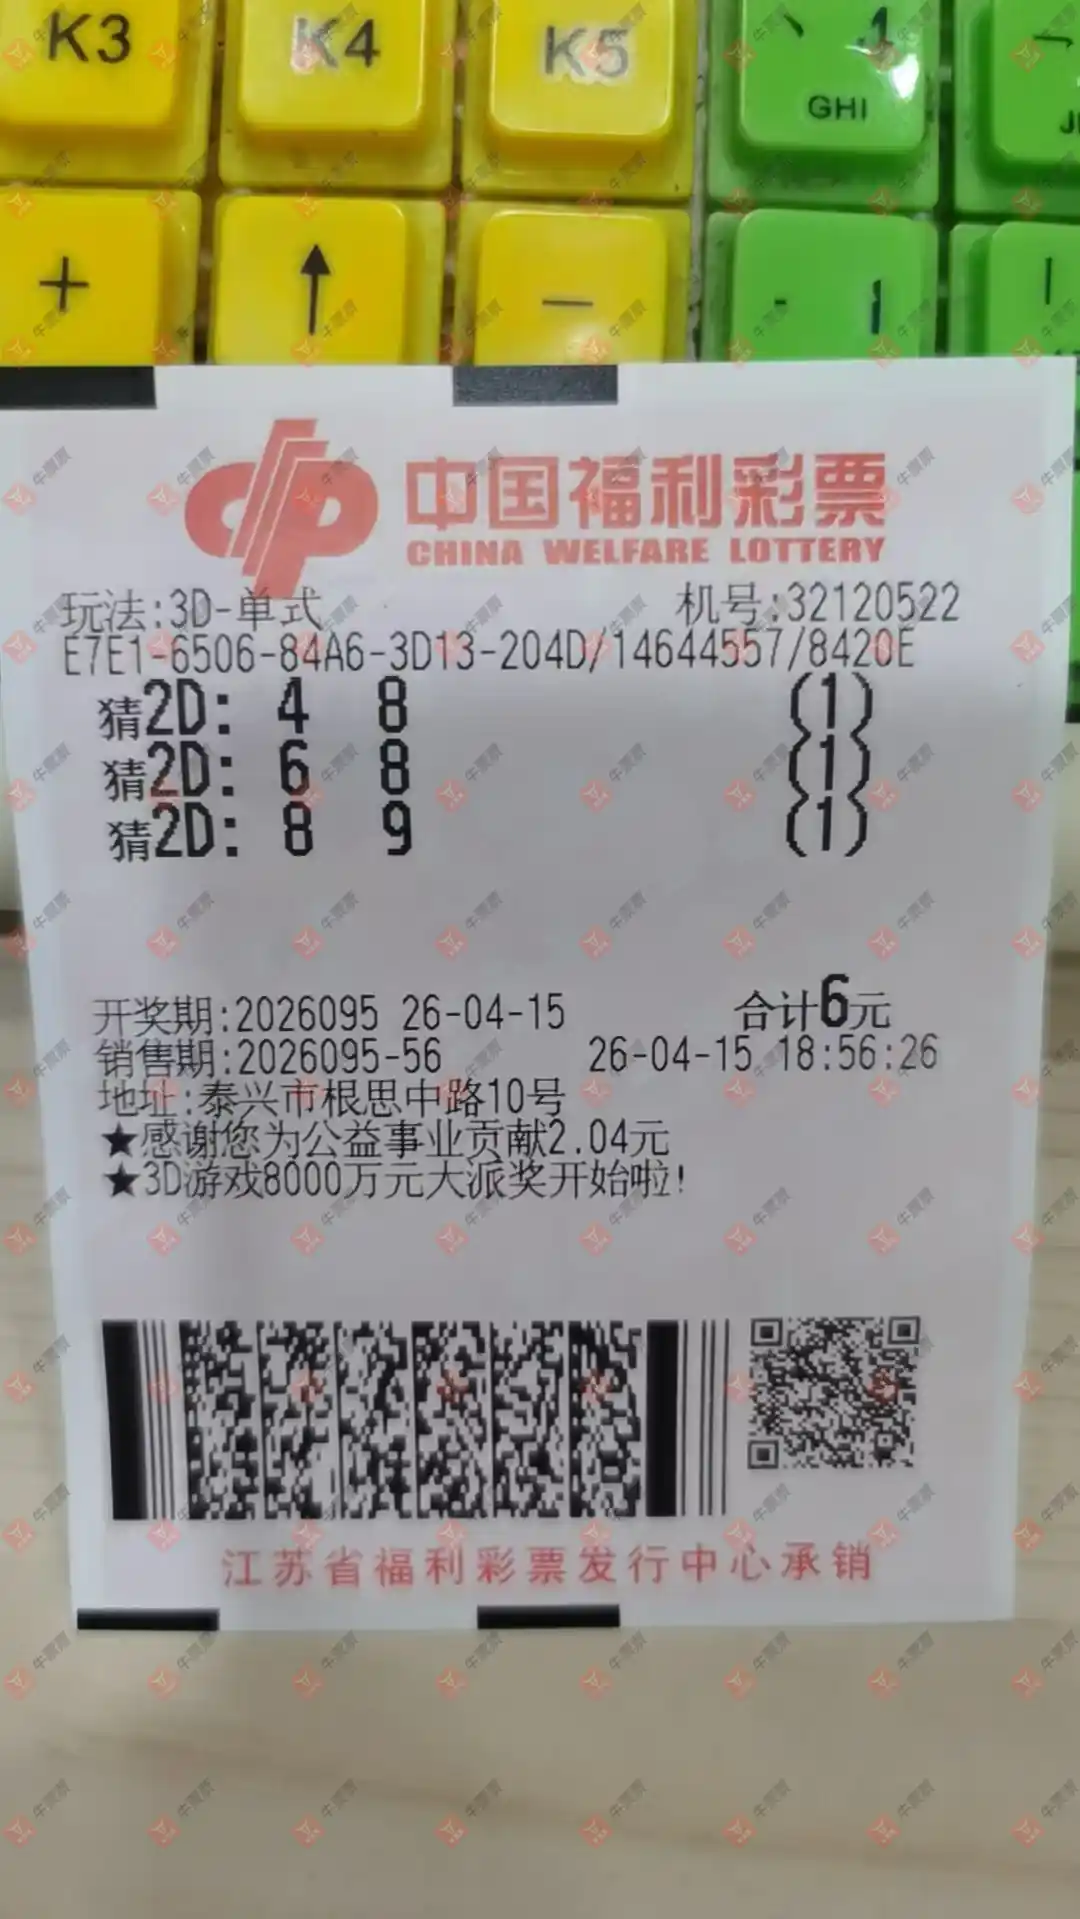 K3 K4 K5
GHI
+ ↑ —
中国福利彩票
CHINA WELFARE LOTTERY
玩法:3D-单式 机号:32120522
E7E1-6506-84A6-3D13-204D/14644557/8420E
猜2D: 4 8 (1)
猜2D: 6 8 (1)
猜2D: 8 9 (1)
开奖期:2026095 26-04-15 合计6元
销售期:2026095-56 26-04-15 18:56:26
地址:泰兴市根思中路10号
★感谢您为公益事业贡献2.04元
★3D游戏8000万元大派奖开始啦!
江苏省福利彩票发行中心承销